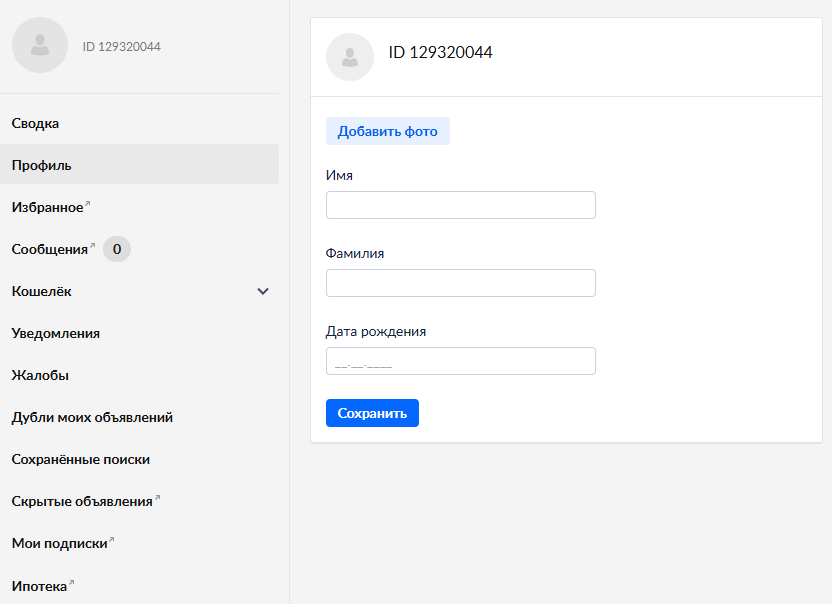 ID 129320044
Сводка
Профиль
Избранное↗
Сообщения↗ 0
Кошелёк
Уведомления
Жалобы
Дубли моих объявлений
Сохранённые поиски
Скрытые объявления↗
Мои подписки↗
Ипотека↗
ID 129320044
Добавить фото
Имя
Фамилия
Дата рождения
__.__.____
Сохранить